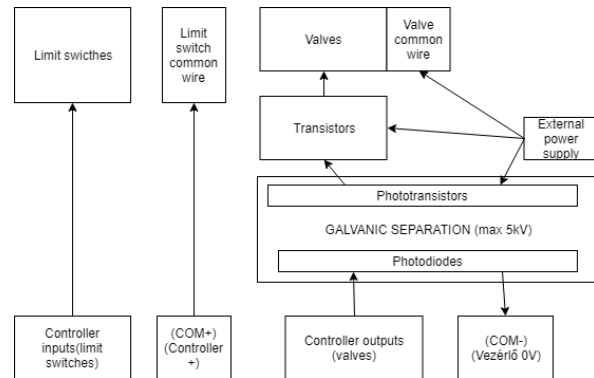 Limit swicthes
Limit
switch
common
wire
Valves
Valve
common
wire
Transistors
External
power
supply
Phototransistors
GALVANIC SEPARATION (max 5kV)
Photodiodes
Controller
inputs(limit
switches)
(COM+)
(Controller
+)
Controller outputs
(valves)
(COM-)
(Vezérlő 0V)